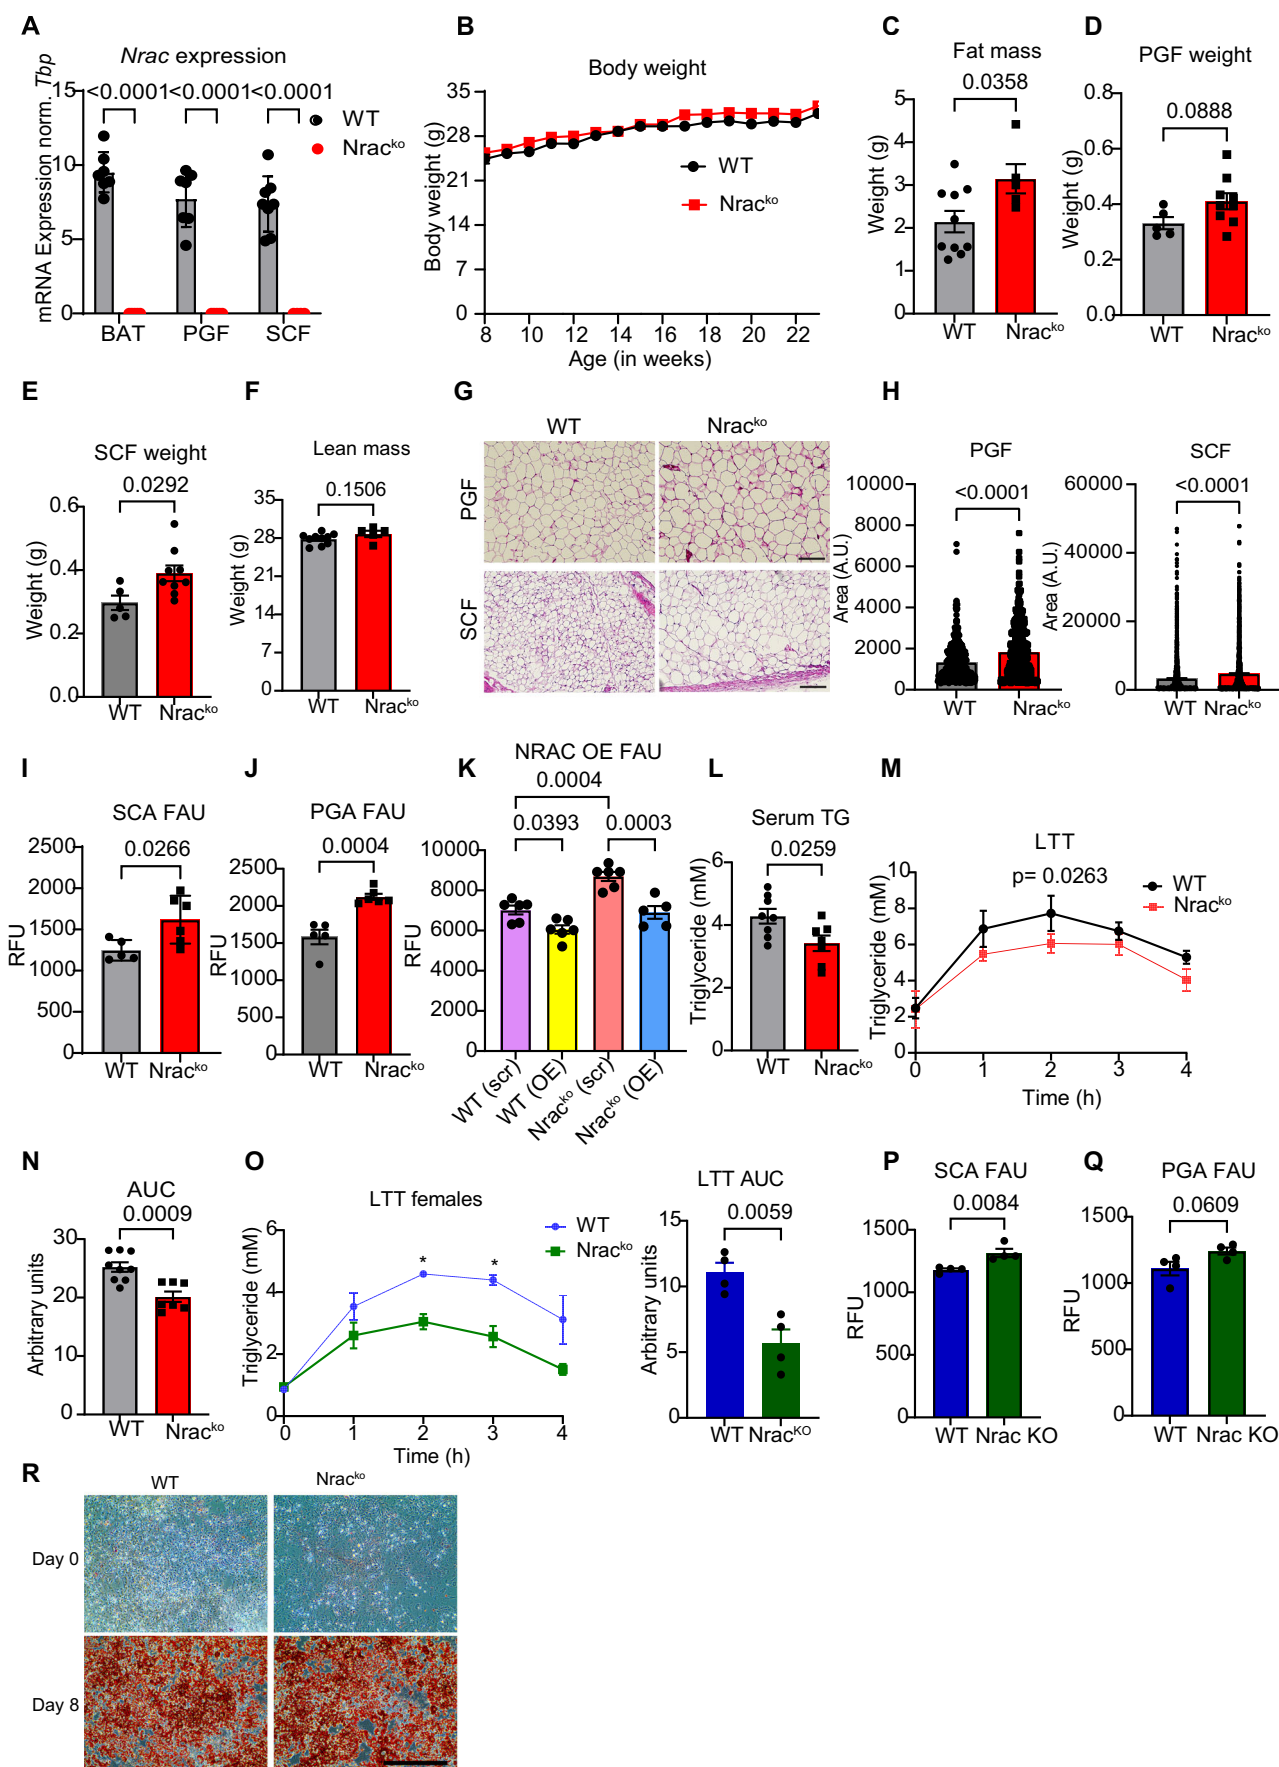 A
Nrac expression
mRNA Expression norm. Tbp
<0.0001 <0.0001 <0.0001
15
10
5
0
BAT PGF SCF
WT
Nracko
B
Body weight
Body weight (g)
35
28
21
14
7
0
8 10 12 14 16 18 20 22
Age (in weeks)
WT
Nracko
C
Fat mass
0.0358
Weight (g)
5
4
3
2
1
0
WT Nracko
D
PGF weight
0.0888
Weight (g)
0.8
0.6
0.4
0.2
0.0
WT Nracko
E
SCF weight
0.0292
Weight (g)
0.6
0.4
0.2
0.0
WT Nracko
F
Lean mass
0.1506
Weight (g)
35
28
21
14
7
0
WT Nracko
G
WT Nracko
PGF
SCF
H
PGF
<0.0001
Area (A.U.)
10000
8000
6000
4000
2000
0
WT Nracko
SCF
<0.0001
Area (A.U.)
60000
40000
20000
0
WT Nracko
I
SCA FAU
0.0266
RFU
2500
2000
1500
1000
500
0
WT Nracko
J
PGA FAU
0.0004
RFU
2500
2000
1500
1000
500
0
WT Nracko
K
NRAC OE FAU
0.0004
0.0393 0.0003
RFU
10000
8000
6000
4000
2000
0
WT (scr)
WT (OE)
Nracko (scr)
Nracko (OE)
L
Serum TG
0.0259
Triglyceride (mM)
6
4
2
0
WT Nracko
M
LTT
p= 0.0263
Triglyceride (mM)
10
8
6
4
2
0
0 1 2 3 4
Time (h)
WT
Nracko
N
AUC
0.0009
Arbitrary units
30
20
10
0
WT Nracko
O
LTT females
Triglyceride (mM)
6
4
2
0
* *
0 1 2 3 4
Time (h)
WT
Nracko
LTT AUC
0.0059
Arbitrary units
15
10
5
0
WT NracKO
P
SCA FAU
0.0084
RFU
1500
1000
500
0
WT Nrac KO
Q
PGA FAU
0.0609
RFU
1500
1000
500
0
WT Nrac KO
R
WT Nracko
Day 0
Day 8